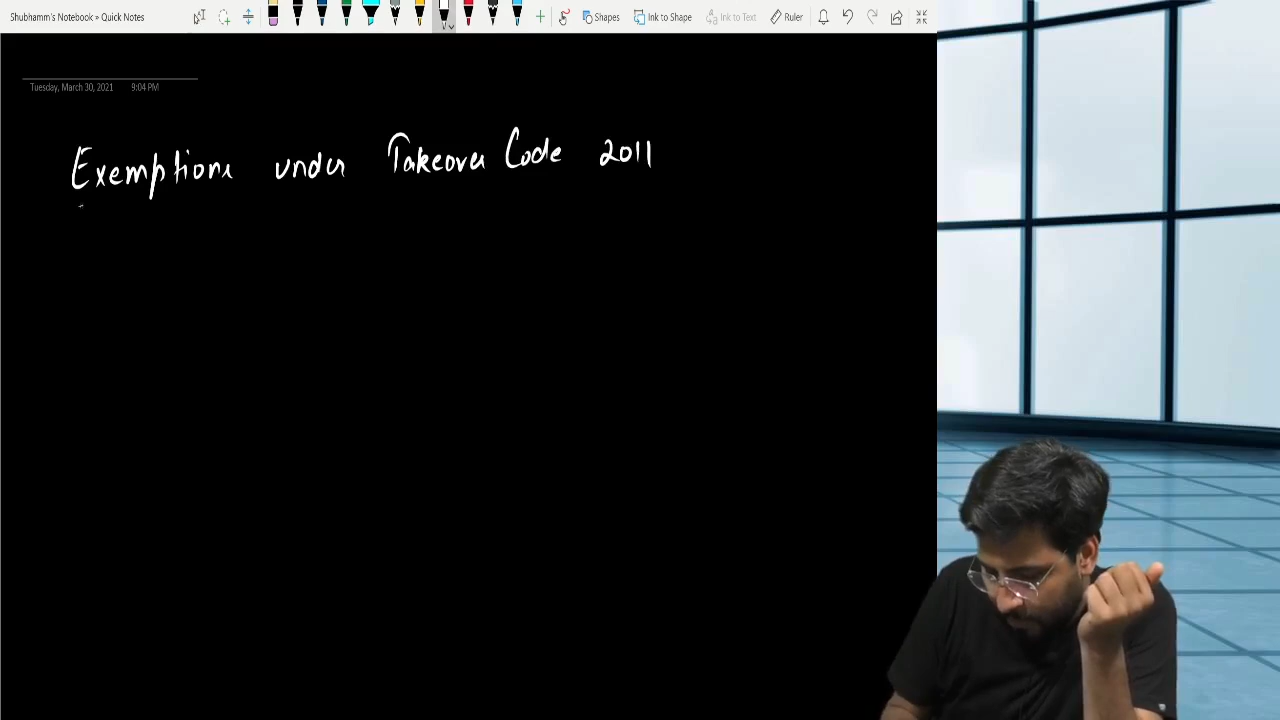 Shubhamm's Notebook » Quick Notes
Shapes
Ink to Shape
Ink to Text
Ruler
Tuesday, March 30, 2021 9:04 PM
Exemptions under Takeover Code 2011